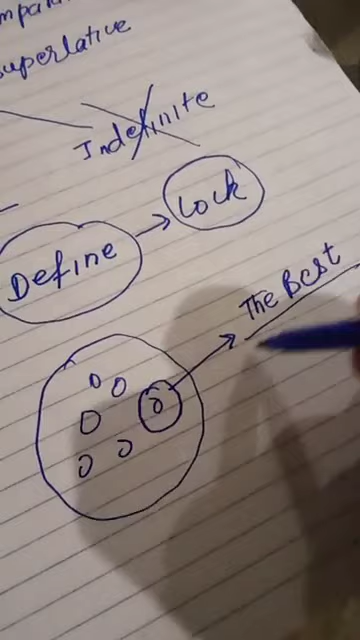 Superlative
Indefinite
Define → Lock
The Best